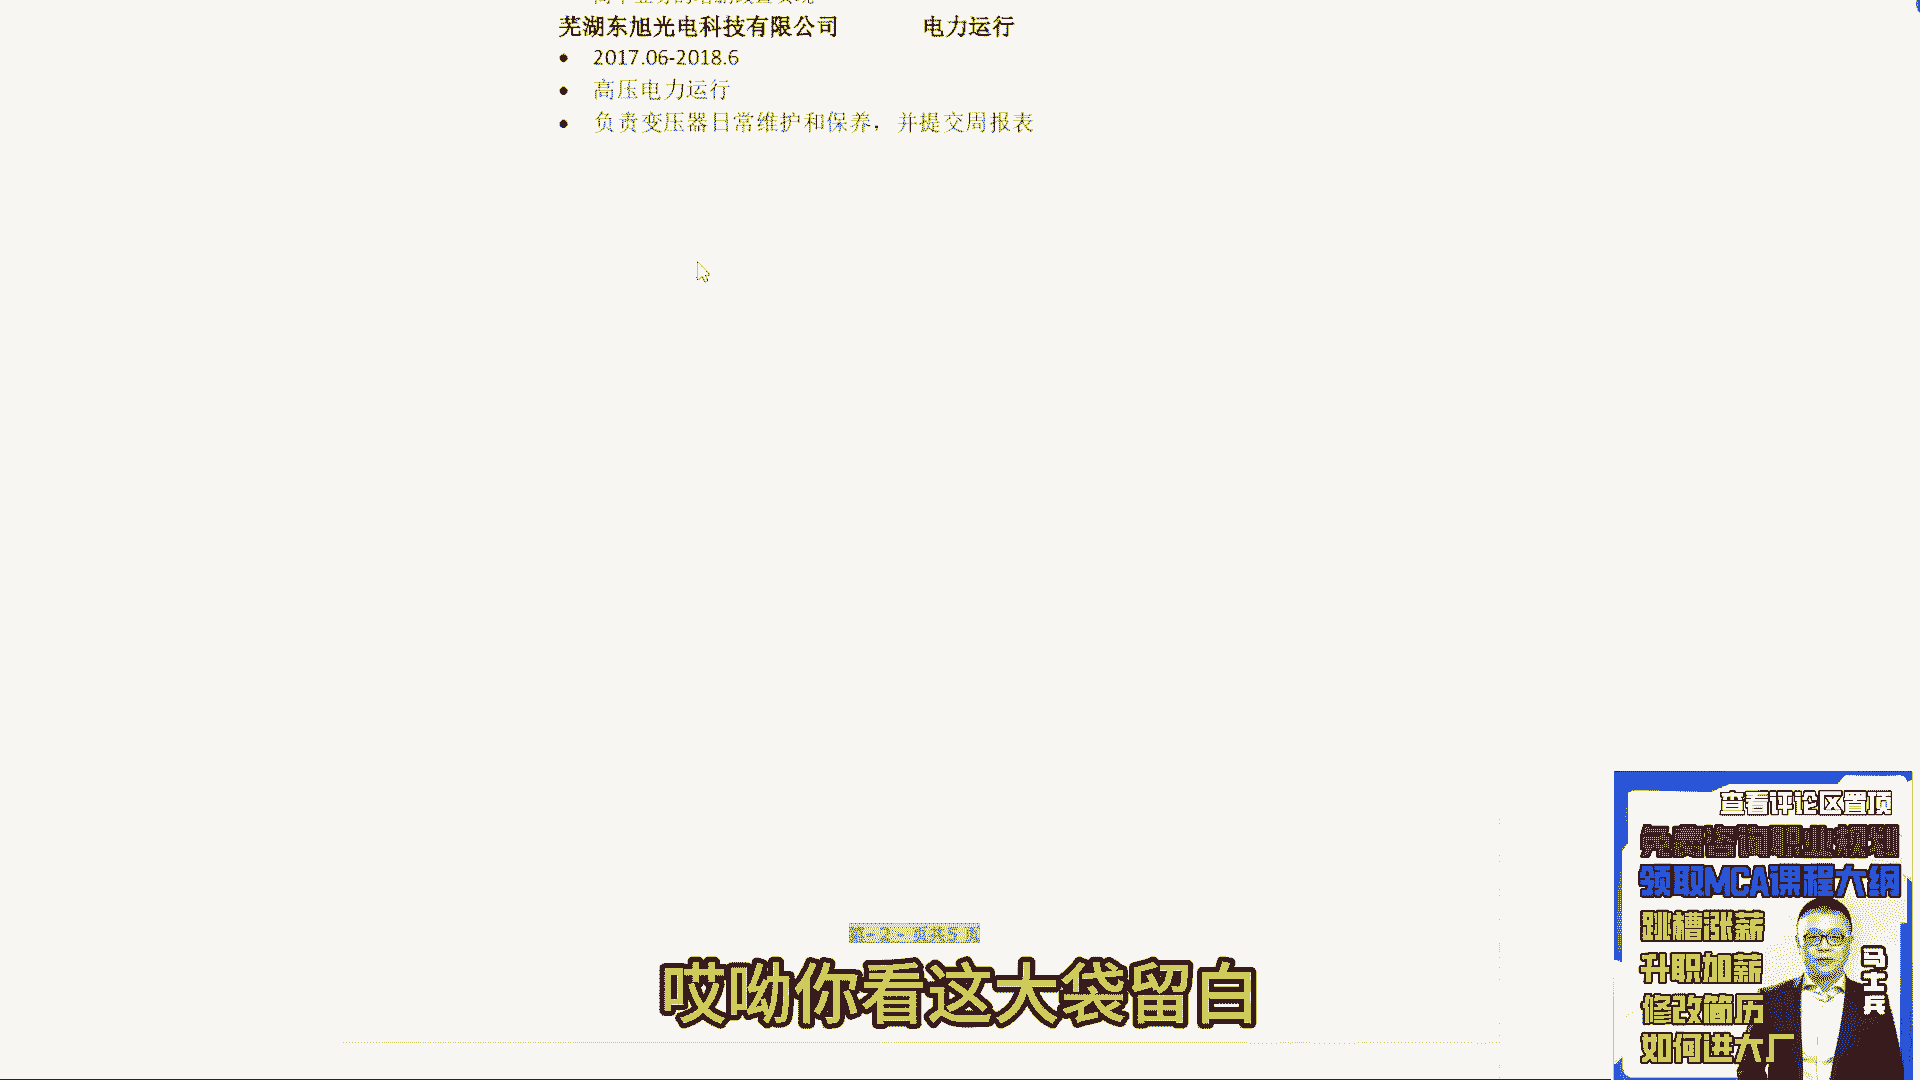 芜湖东旭光电科技有限公司 电力运行
2017.06-2018.6
高压电力运行
负责变压器日常维护和保养，并提交周报表
第 - 2 - 页共 5 页
哎呦你看这大袋留白
查看评论区置顶
免费咨询职业规划
领取MCA课程大纲
跳槽涨薪
升职加薪
修改简历
如何进大厂
马士兵